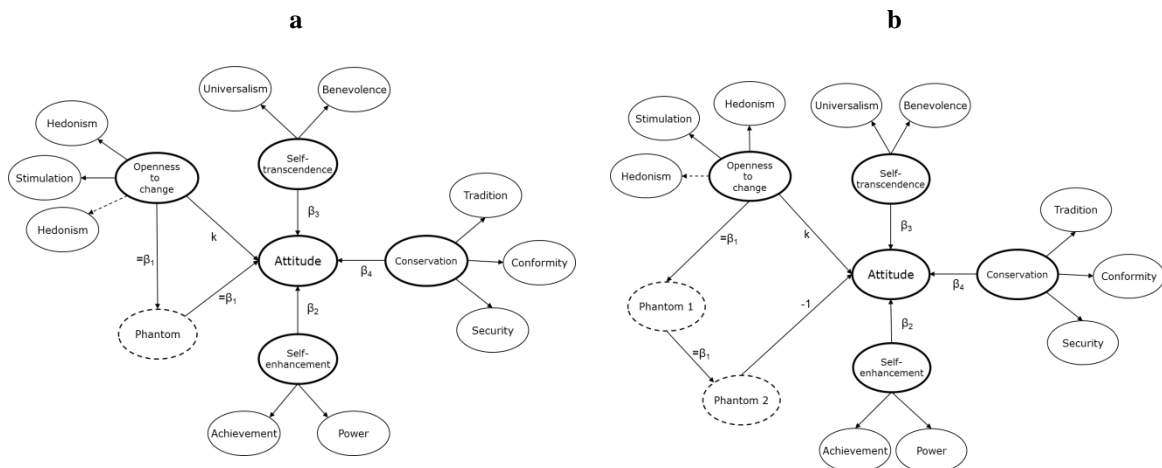 a
Universalism
Benevolence
Hedonism
Stimulation
Hedonism
Openness
to
change
Self-
transcendence
Tradition
β3
k
=β1
Attitude
β4
Conservation
Conformity
=β1
β2
Phantom
Security
Self-
enhancement
Achievement
Power
b
Hedonism
Stimulation
Universalism
Benevolence
Hedonism
Openness
to
change
Self-
transcendence
Tradition
=β1
k
β3
Attitude
β4
Conservation
Conformity
Phantom 1
-1
β2
Security
=β1
Self-
enhancement
Phantom 2
Achievement
Power